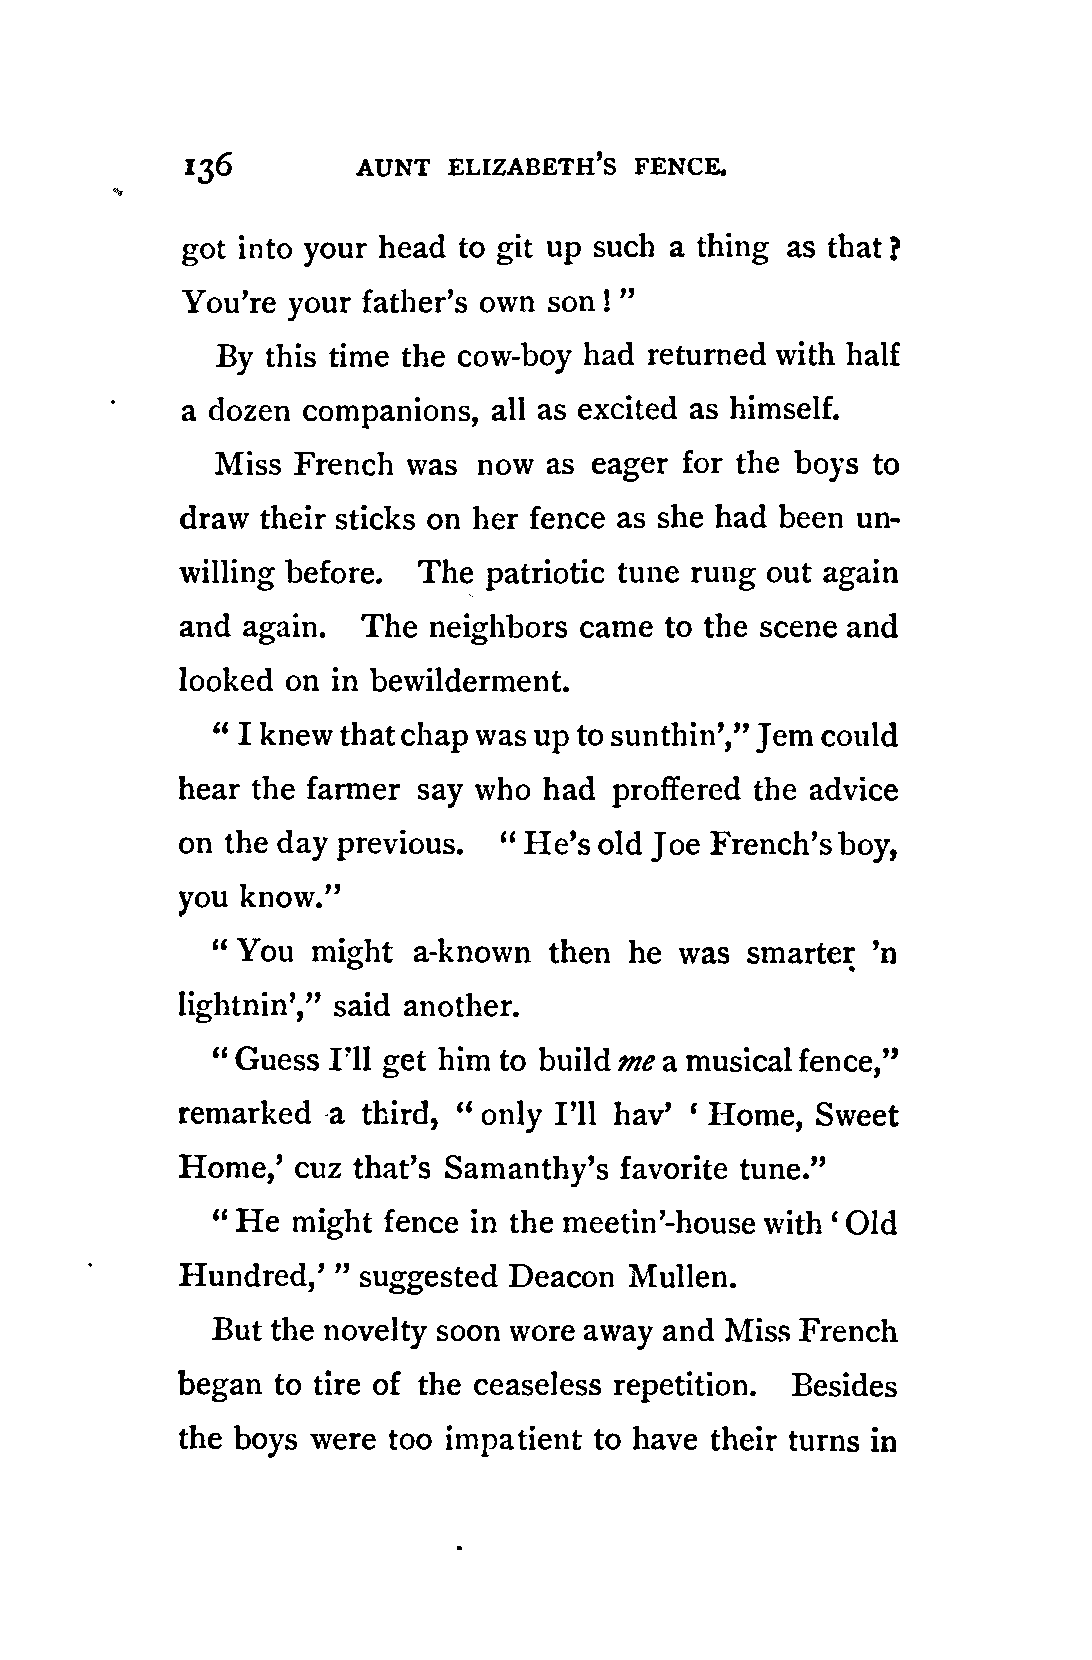 136 AUNT ELIZABETH'S FENCE.
got into your head to git up such a thing as that?
You're your father's own son!"
By this time the cow-boy had returned with half
a dozen companions, all as excited as himself.
Miss French was now as eager for the boys to
draw their sticks on her fence as she had been un-
willing before. The patriotic tune rung out again
and again. The neighbors came to the scene and
looked on in bewilderment.
"I knew that chap was up to sunthin'," Jem could
hear the farmer say who had proffered the advice
on the day previous. "He's old Joe French's boy,
you know."
"You might a-known then he was smarter 'n
lightnin'," said another.
"Guess I'll get him to build me a musical fence,"
remarked a third, "only I'll hav' 'Home, Sweet
Home,' cuz that's Samanthy's favorite tune."
"He might fence in the meetin'-house with 'Old
Hundred,'" suggested Deacon Mullen.
But the novelty soon wore away and Miss French
began to tire of the ceaseless repetition. Besides
the boys were too impatient to have their turns in